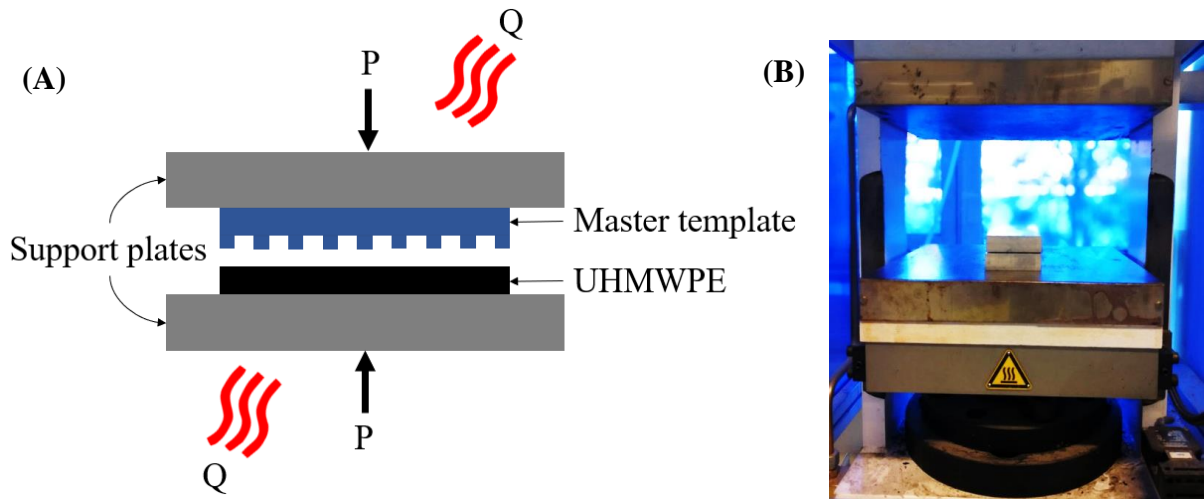 (A)
Q
P
(B)
Support plates
Master template
UHMWPE
P
Q